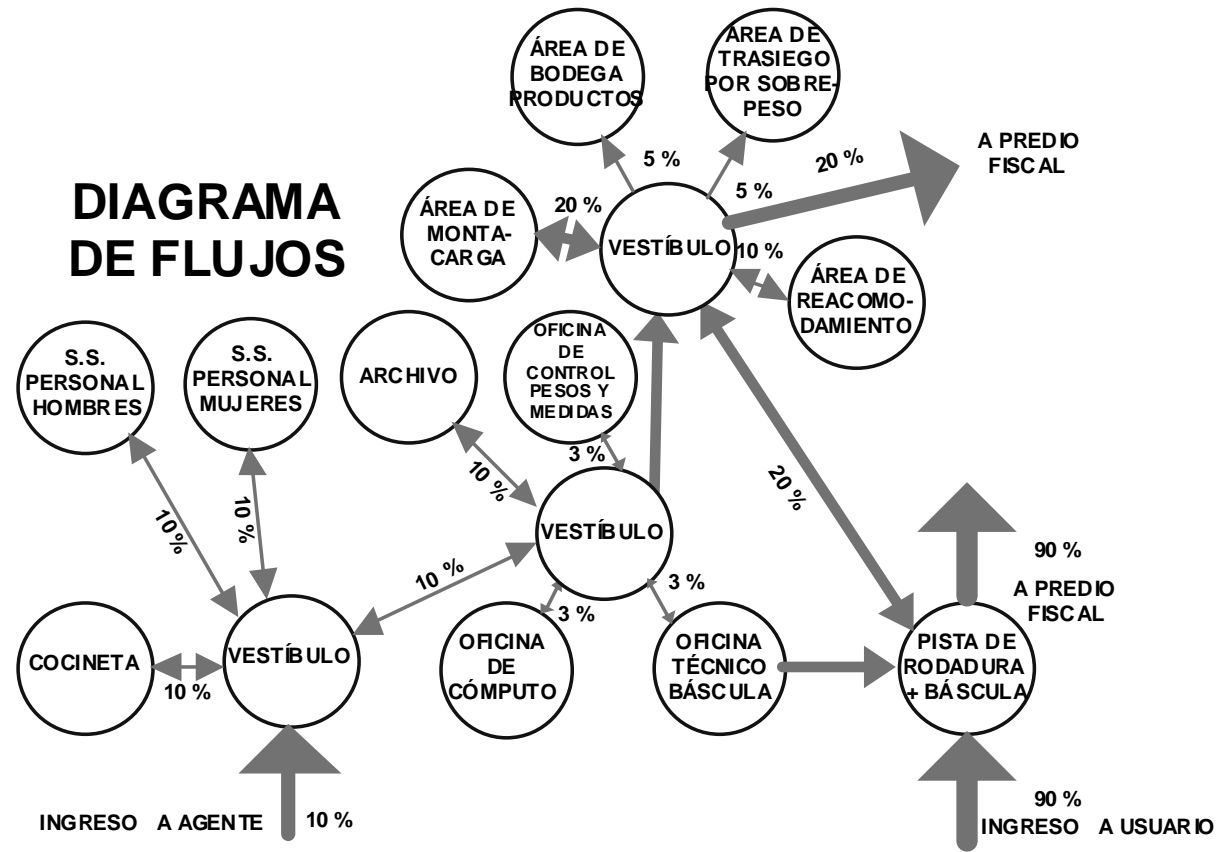 DIAGRAMA
DE FLUJOS
ÁREA DE
BODEGA
PRODUCTOS
ÁREA DE
TRASIEGO
POR SOBRE-
PESO
5 %
20 %
A PREDIO
FISCAL
5 %
ÁREA DE
MONTA-
CARGA
20 %
VESTÍBULO
10 %
ÁREA DE
REACOMO-
DAMIENTO
S.S.
PERSONAL
HOMBRES
S.S.
PERSONAL
MUJERES
ARCHIVO
OFICINA
DE
CONTROL
PESOS Y
MEDIDAS
3 %
10 %
20 %
10 %
10 %
VESTÍBULO
10 %
3 %
3 %
90 %
A PREDIO
FISCAL
COCINETA
10 %
VESTÍBULO
OFICINA
DE
CÓMPUTO
OFICINA
TÉCNICO
BÁSCULA
PISTA DE
RODADURA
+ BÁSCULA
INGRESO A AGENTE
10 %
90 %
INGRESO A USUARIO